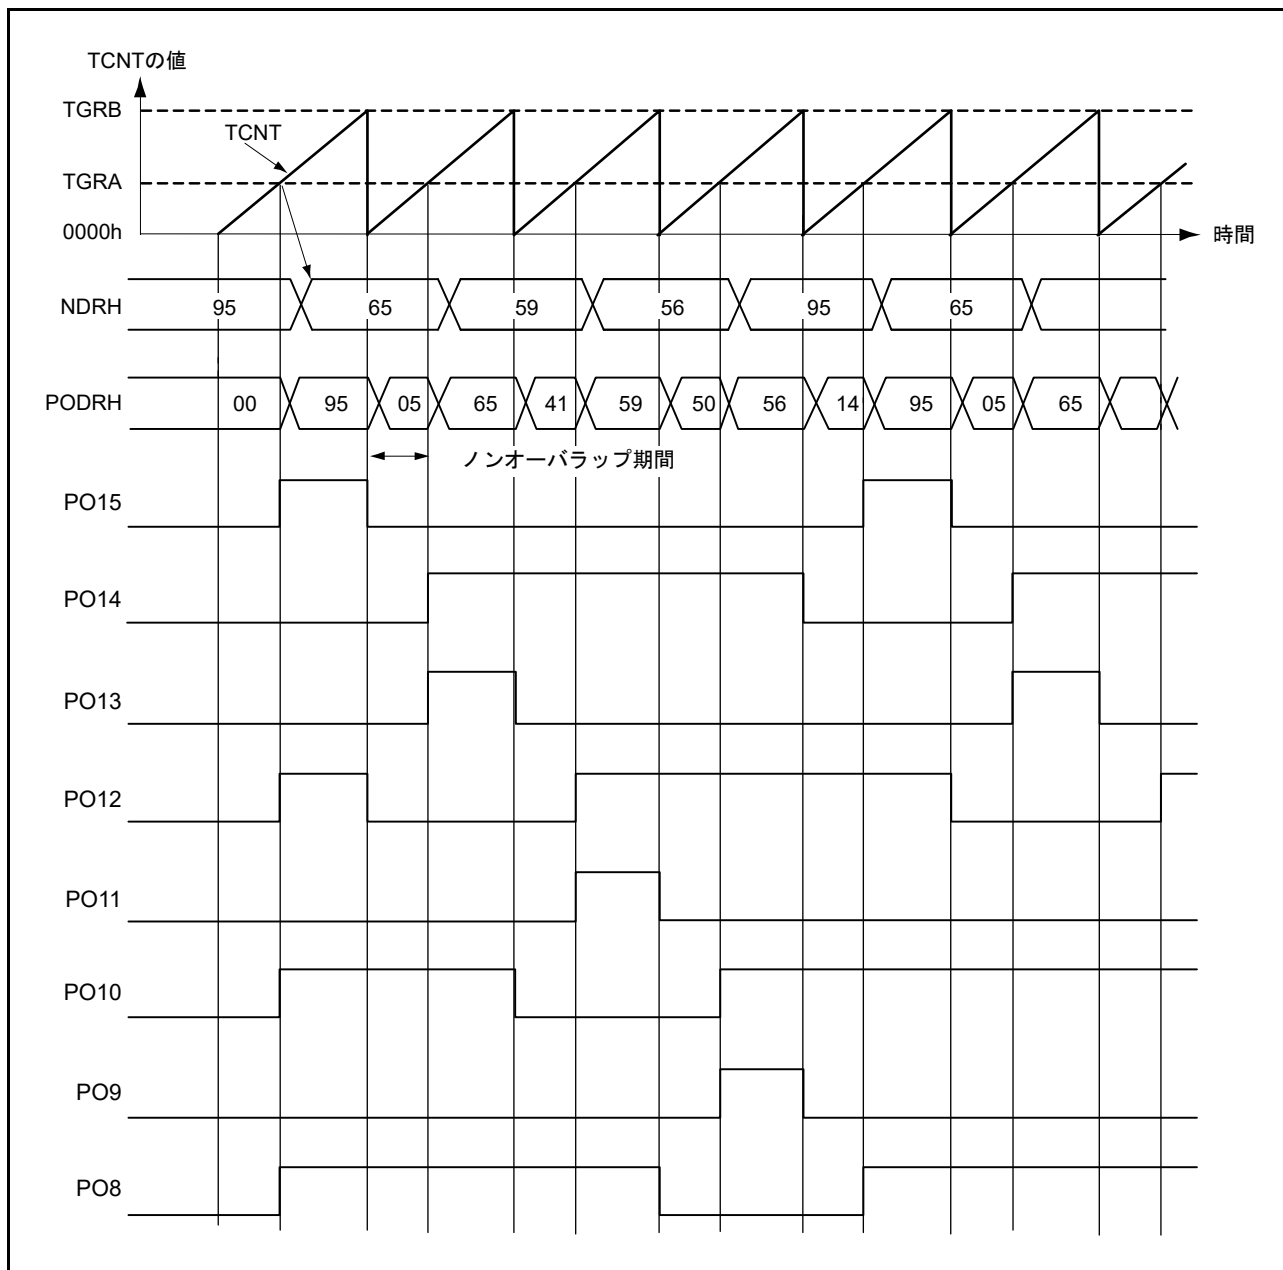 TCNTの値
TGRB
TCNT
TGRA
0000h
時間
NDRH 95 65 59 56 95 65
PODRH 00 95 05 65 41 59 50 56 14 95 05 65
ノンオーバラップ期間
PO15
PO14
PO13
PO12
PO11
PO10
PO9
PO8